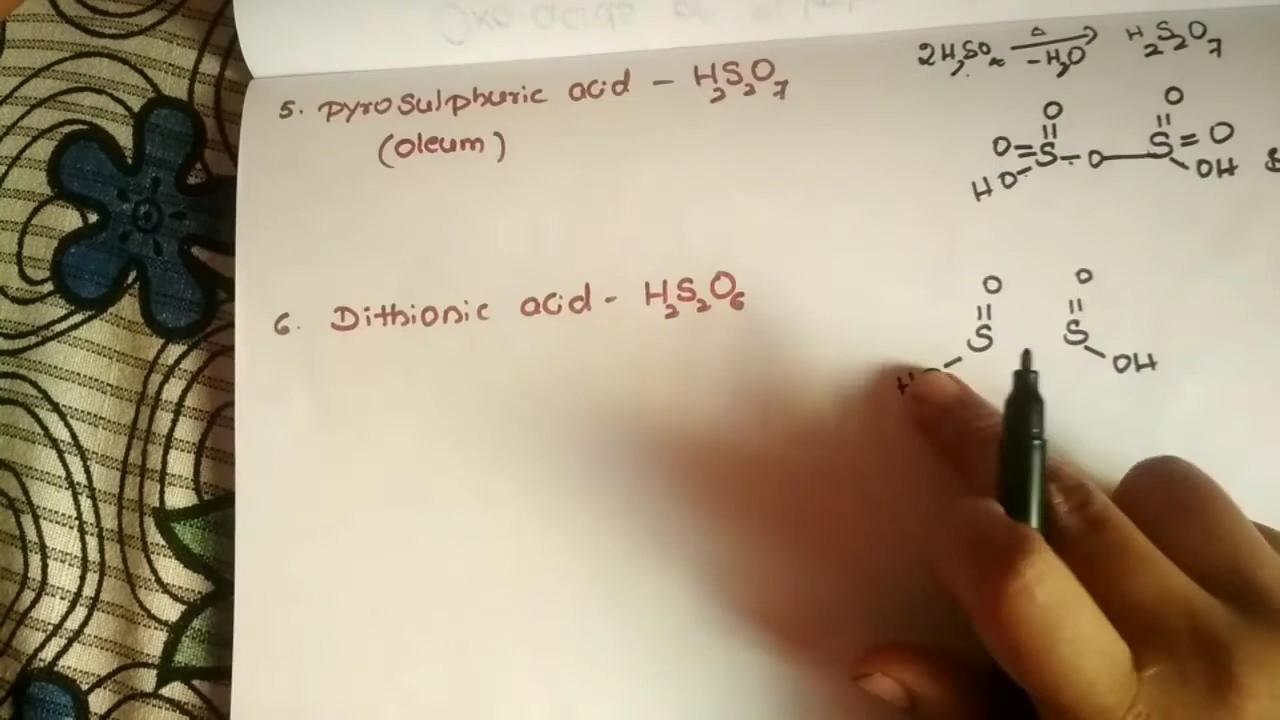 5. Pyrosulphuric acid - H2S2O7
(oleum)
2H2SO4 Δ→ -H2O H2S2O7
O O
O=S-O-S=O
HO OH
6. Dithionic acid - H2S2O6
O O
S S
OH